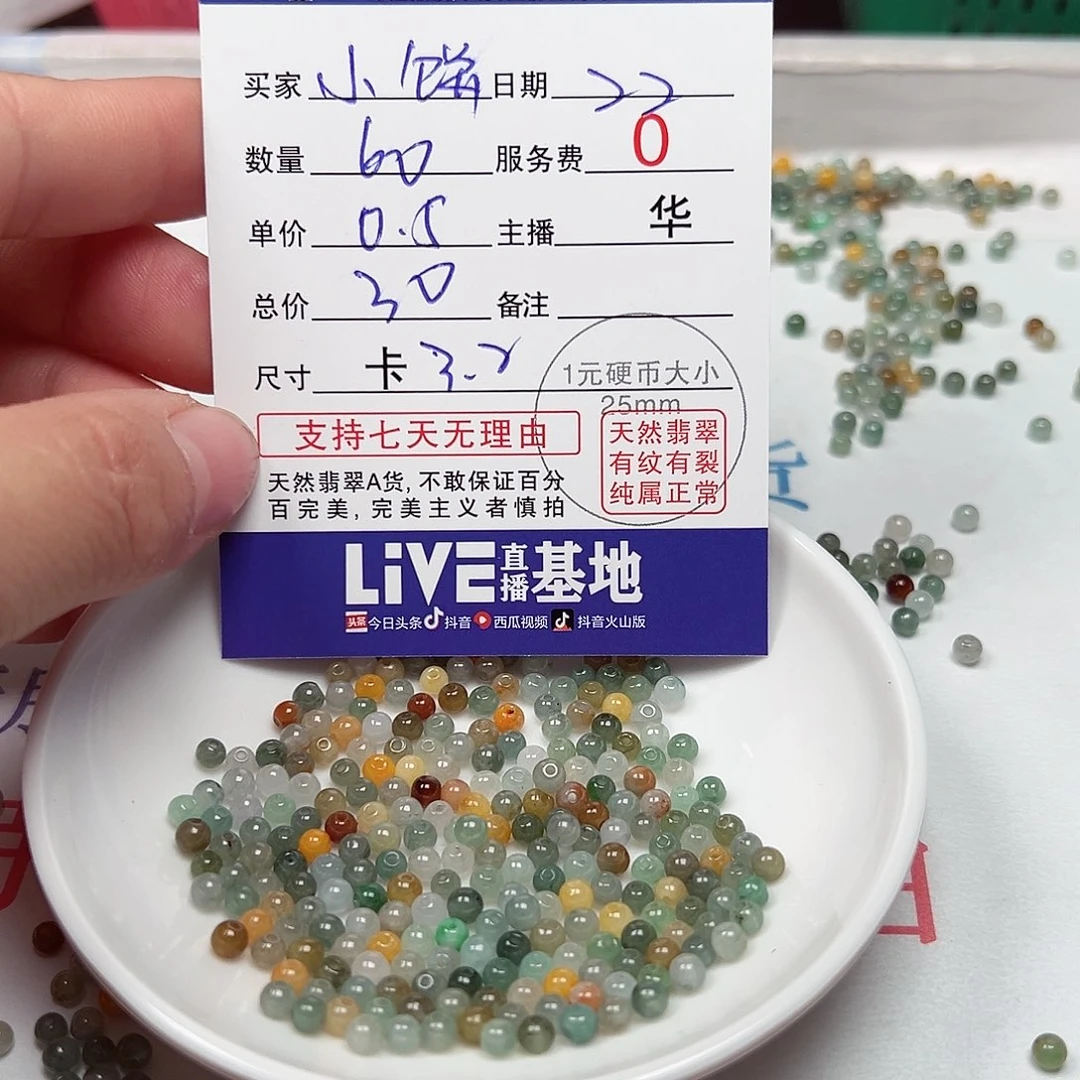 买家 小饼 日期 22
数量 60 服务费 0
单价 0.5 主播 华
总价 30 备注
尺寸 卡 3.2 1元硬币大小
25mm
支持七天无理由
天然翡翠
有纹有裂
纯属正常
天然翡翠A货,不敢保证百分
百完美,完美主义者慎拍
LiVE直播基地
头条 今日头条 抖音 西瓜视频 抖音火山版